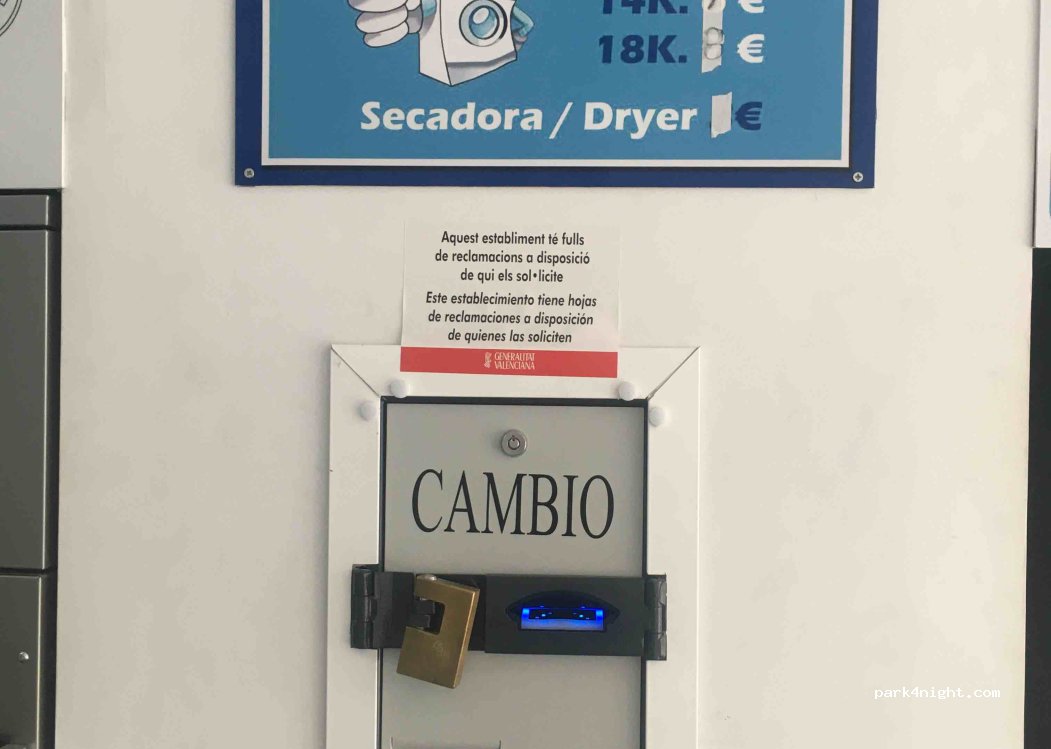 14K. €
18K. 8 €
Secadora / Dryer €
Aquest establiment té fulls
de reclamacions a disposició
de qui els sol•licite
Este establecimiento tiene hojas
de reclamaciones a disposición
de quienes las soliciten
GENERALITAT
VALENCIANA
CAMBIO
park4night.com